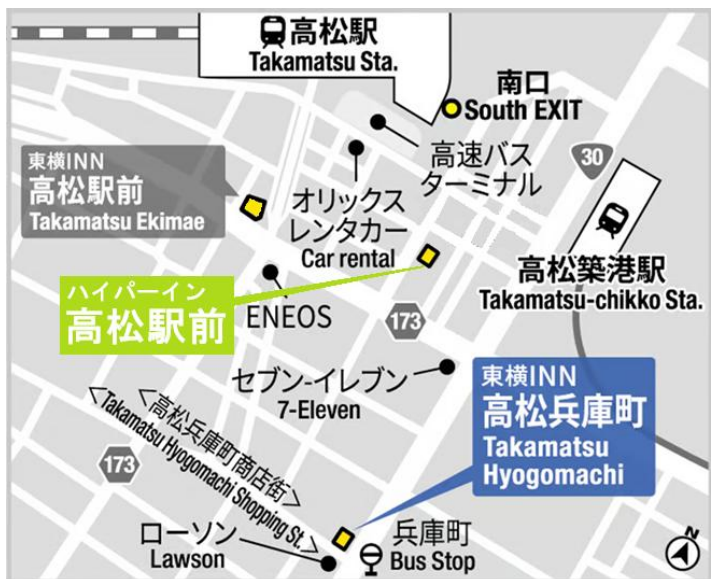 高松駅
Takamatsu Sta.
南口
South EXIT
高速バス
ターミナル
30
東横INN
高松駅前
Takamatsu Ekimae
オリックス
レンタカー
Car rental
高松築港駅
Takamatsu-chikko Sta.
ハイパーイン
高松駅前
ENEOS
173
セブン-イレブン
7-Eleven
東横INN
高松兵庫町
Takamatsu
Hyogomachi
高松兵庫町商店街
Takamatsu Hyogomachi Shopping St.
173
ローソン
Lawson
兵庫町
Bus Stop
N